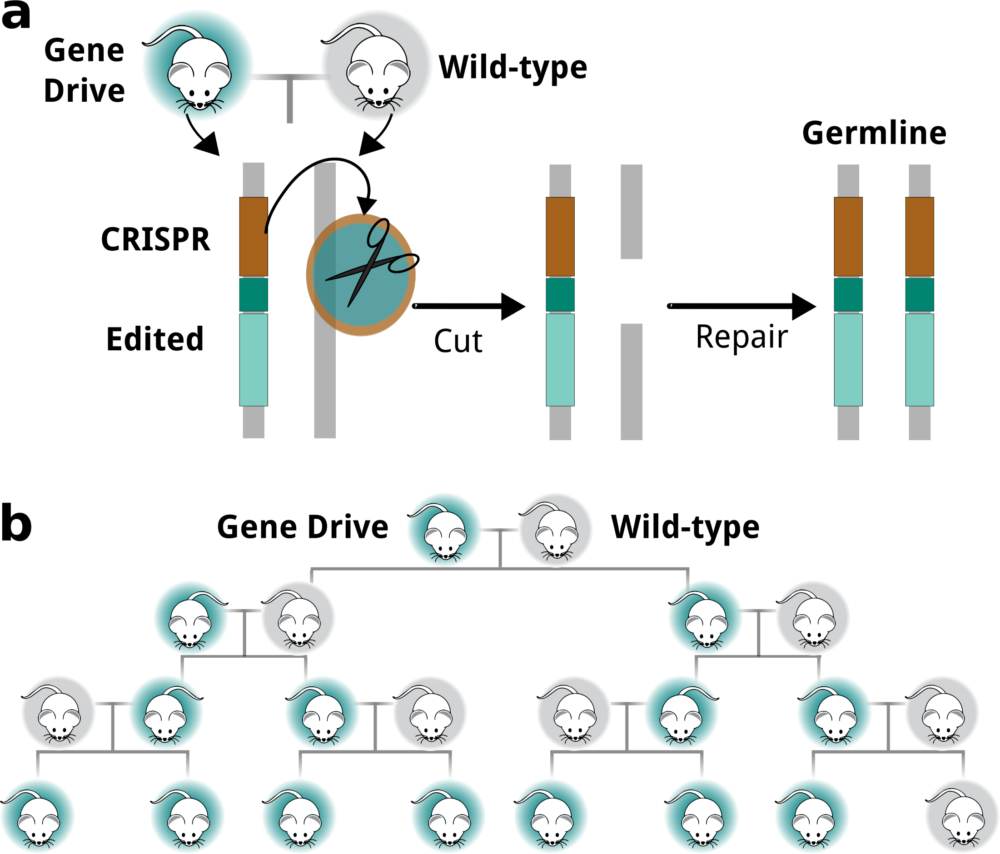 a
Gene
Drive
Wild-type
Germline
CRISPR
Edited
Cut
Repair
b
Gene Drive
Wild-type